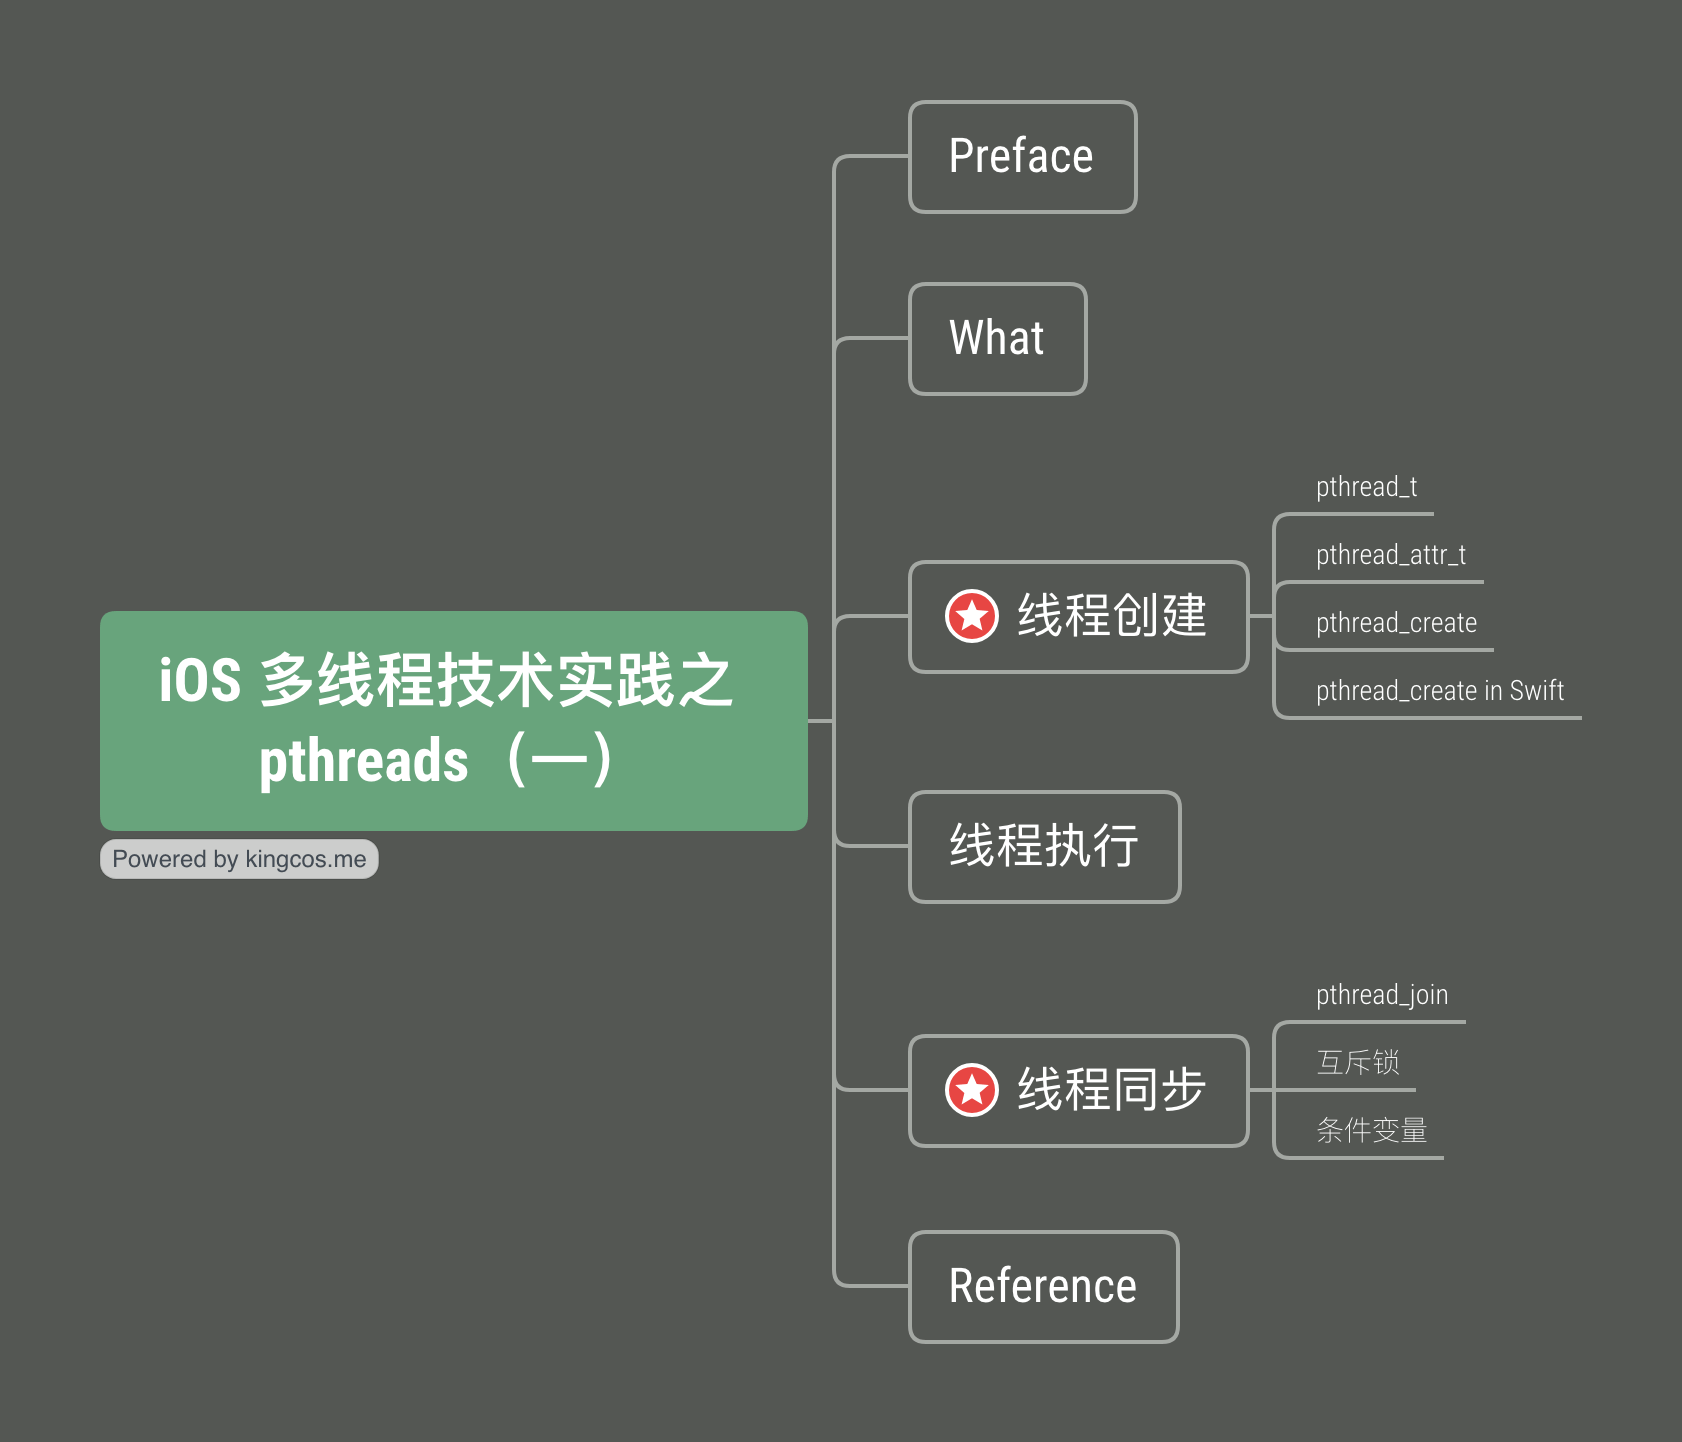 iOS 多线程技术实践之
pthreads（一）
Powered by kingcos.me
Preface
What
线程创建
pthread_t
pthread_attr_t
pthread_create
pthread_create in Swift
线程执行
线程同步
pthread_join
互斥锁
条件变量
Reference